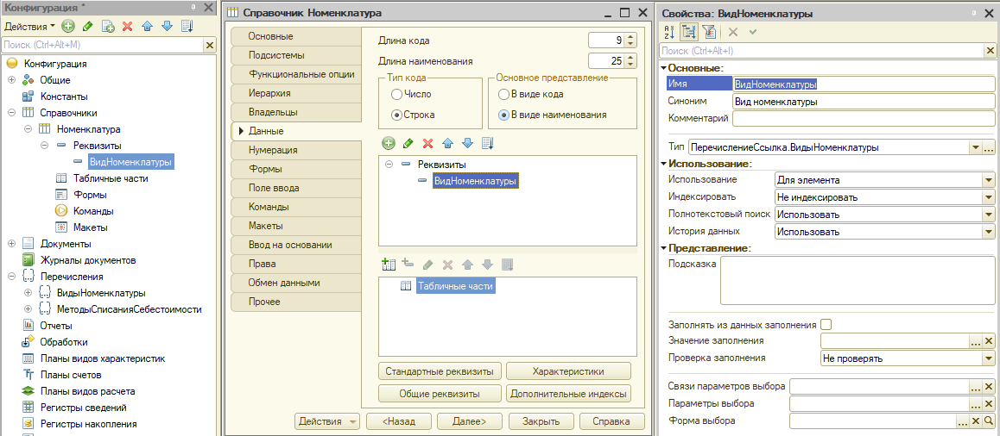 Конфигурация *
Действия
Поиск (Ctrl+Alt+M)
Конфигурация
Общие
Константы
Справочники
Номенклатура
Реквизиты
ВидНоменклатуры
Табличные части
Формы
Команды
Макеты
Документы
Журналы документов
Перечисления
ВидыНоменклатуры
МетодыСписанияСебестоимости
Отчеты
Обработки
Планы видов характеристик
Планы счетов
Планы видов расчета
Регистры сведений
Регистры накопления
Справочник Номенклатура
Основные
Подсистемы
Функциональные опции
Иерархия
Владельцы
Данные
Нумерация
Формы
Поле ввода
Команды
Макеты
Ввод на основании
Права
Обмен данными
Прочее
Длина кода 9
Длина наименования 25
Тип кода
Число
Строка
Основное представление
В виде кода
В виде наименования
Реквизиты
ВидНоменклатуры
Табличные части
Стандартные реквизиты Характеристики
Общие реквизиты Дополнительные индексы
Действия <Назад Далее> Закрыть Справка
Свойства: ВидНоменклатуры
Поиск (Ctrl+Alt+I)
Основные:
Имя ВидНоменклатуры
Синоним Вид номенклатуры
Комментарий
Тип ПеречислениеСсылка.ВидыНоменклатуры
Использование:
Использование Для элемента
Индексировать Не индексировать
Полнотекстовый поиск Использовать
История данных Использовать
Представление:
Подсказка
Заполнять из данных заполнения
Значение заполнения
Проверка заполнения Не проверять
Связи параметров выбора
Параметры выбора
Форма выбора